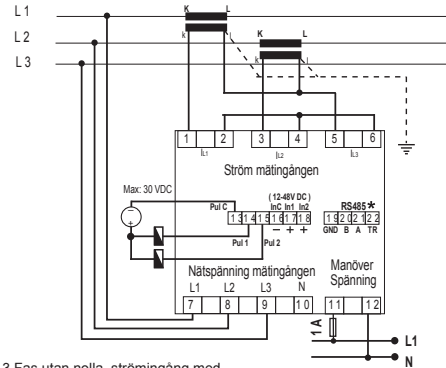 L 1
K L
k l
L 2
K L
k l
L 3
1 2 3 4 5 6
IL1 IL2 IL3
Ström mätingången
Max: 30 VDC
( 12-48V DC )
Pul C InC In1 In2 RS485*
13 14 15 16 17 18 19 20 21 22
− + + GND B A TR
Pul 1 Pul 2
Nätspänning mätingången
Manöver
Spänning
L1 L2 L3 N
7 8 9 10 11 12
1 A
L1
N
3 Fas utan nolla, strömingång med